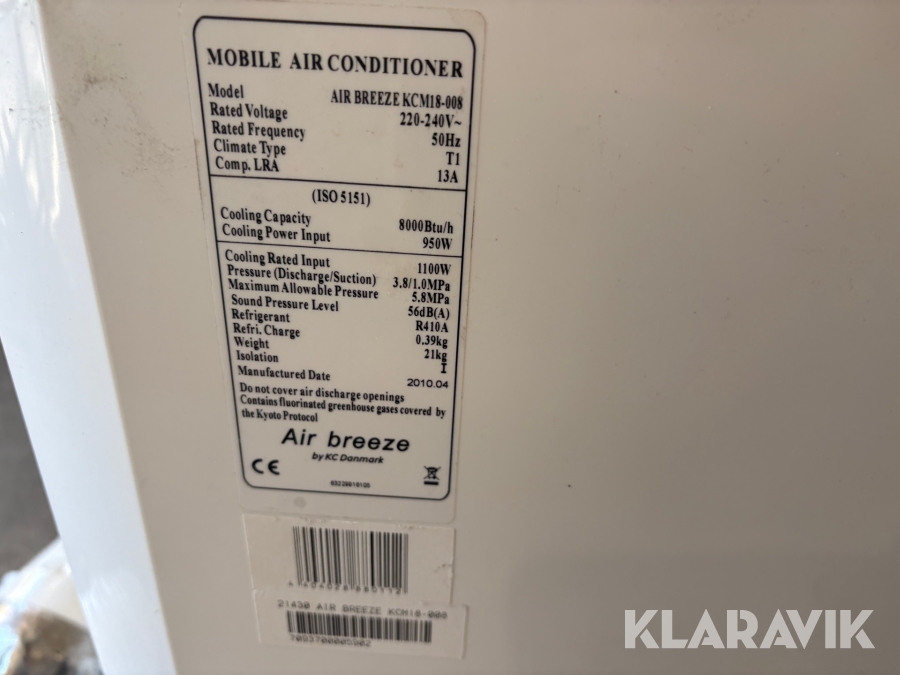 MOBILE AIR CONDITIONER
Model AIR BREEZE KCM18-008
Rated Voltage 220-240V~
Rated Frequency 50Hz
Climate Type T1
Comp. LRA 13A
(ISO 5151)
Cooling Capacity 8000Btu/h
Cooling Power Input 950W
Cooling Rated Input 1100W
Pressure (Discharge/Suction) 3.8/1.0MPa
Maximum Allowable Pressure 5.8MPa
Sound Pressure Level 56dB(A)
Refrigerant R410A
Refri. Charge 0.39kg
Weight 21kg
Isolation I
Manufactured Date 2010.04
Do not cover air discharge openings
Contains fluorinated greenhouse gases covered by
the Kyoto Protocol
Air breeze
by KC Danmark
CE
21430 AIR BREEZE KCM18-008
KLARAVIK